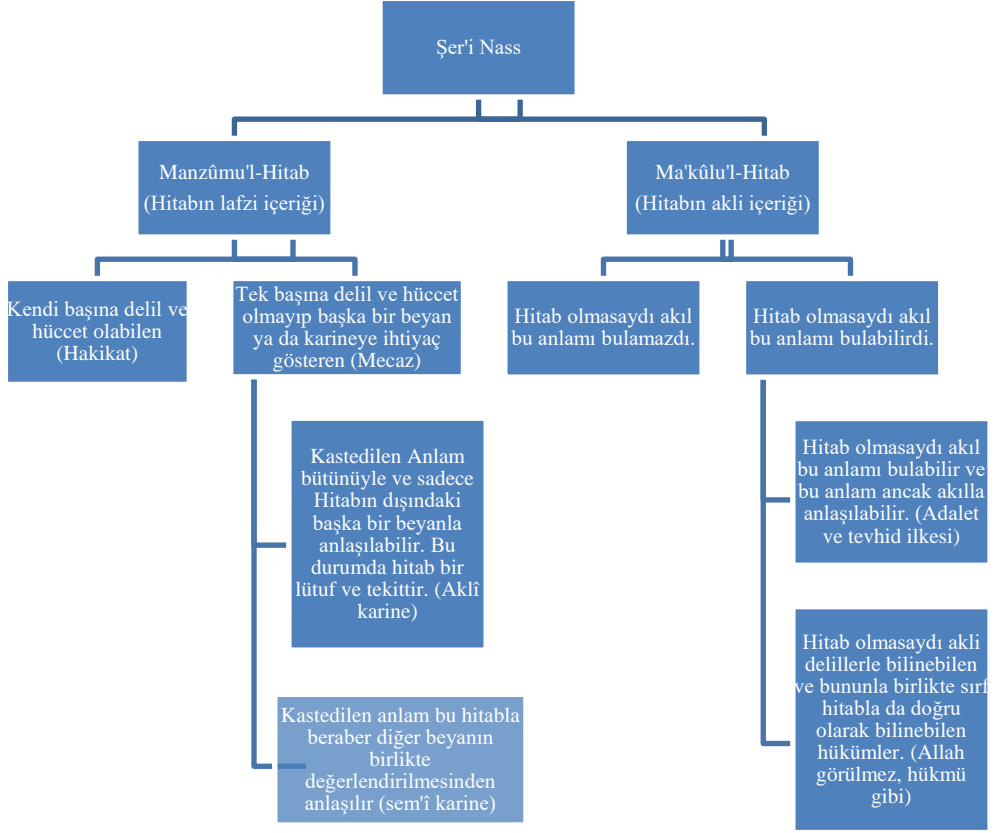 Şer'i Nass
Manzûmu'l-Hitab
(Hitabın lafzi içeriği)
Ma'kûlu'l-Hitab
(Hitabın akli içeriği)
Kendi başına delil ve
hüccet olabilen
(Hakikat)
Tek başına delil ve hüccet
olmayıp başka bir beyan
ya da karineye ihtiyaç
gösteren (Mecaz)
Hitab olmasaydı akıl
bu anlamı bulamazdı.
Hitab olmasaydı akıl
bu anlamı bulabilirdi.
Kastedilen Anlam
bütünüyle ve sadece
Hitabın dışındaki
başka bir beyanla
anlaşılabilir. Bu
durumda hitab bir
lütuf ve tekittir. (Aklî
karine)
Kastedilen anlam bu hitabla
beraber diğer beyanın
birlikte
değerlendirilmesinden
anlaşılır (sem'î karine)
Hitab olmasaydı akıl
bu anlamı bulabilir ve
bu anlam ancak akılla
anlaşılabilir. (Adalet
ve tevhid ilkesi)
Hitab olmasaydı akli
delillerle bilinebilen
ve bununla birlikte sırf
hitabla da doğru
olarak bilinebilen
hükümler. (Allah
görülmez, hükmü
gibi)